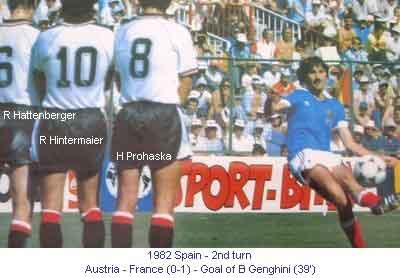 6
10
8
R Hattenberger
R Hintermaier
H Prohaska
SPORT-BI
1982 Spain - 2nd turn
Austria - France (0-1) - Goal of B Genghini (39')